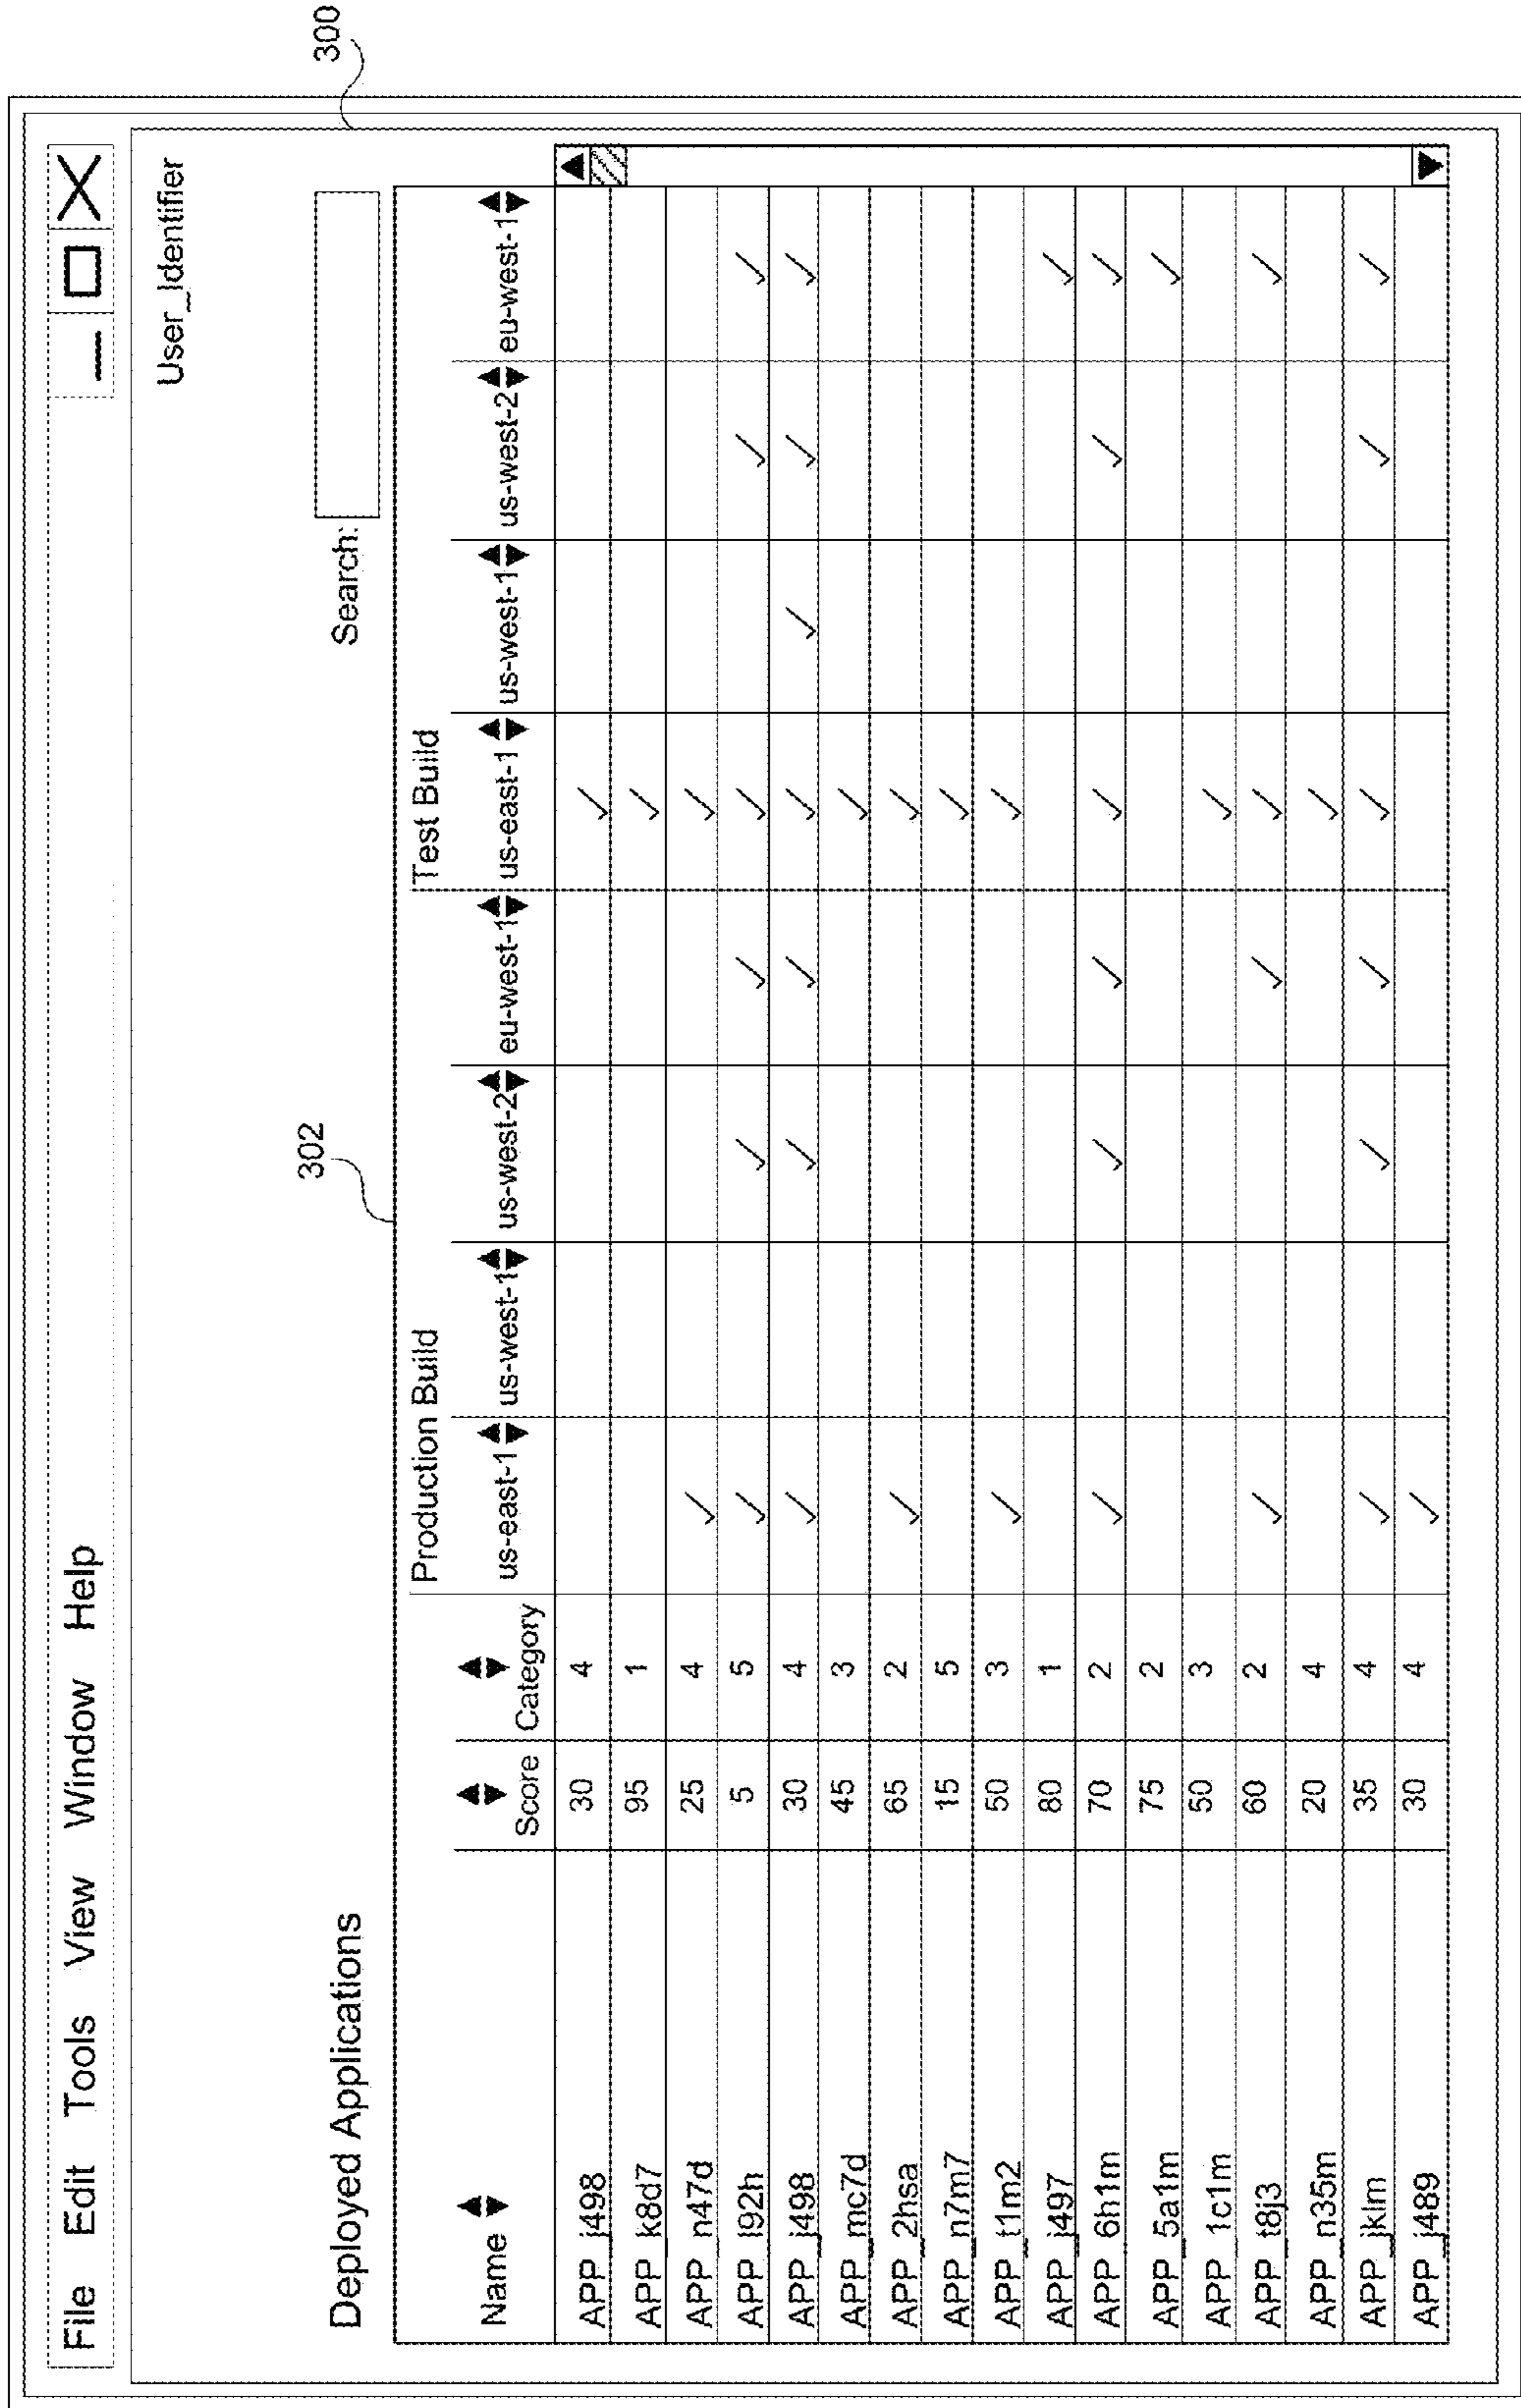 File Edit Tools View Window Help
User_Identifier
300
302
Deployed Applications
Search:
Production Build Test Build
Name Score Category us-east-1 us-west-1 us-west-2 eu-west-1 us-east-1 us-west-1 us-west-2 eu-west-1
APP_j498 30 4
APP_k8d7 95 1
APP_n47d 25 4
APP_l92h 5 5
APP_j498 30 4
APP_mc7d 45 3
APP_2hsa 65 2
APP_n7m7 15 5
APP_t1m2 50 3
APP_j497 80 1
APP_6h1m 70 2
APP_5a1m 75 2
APP_1c1m 50 3
APP_t8j3 60 2
APP_n35m 20 4
APP_jklm 35 4
APP_j489 30 4